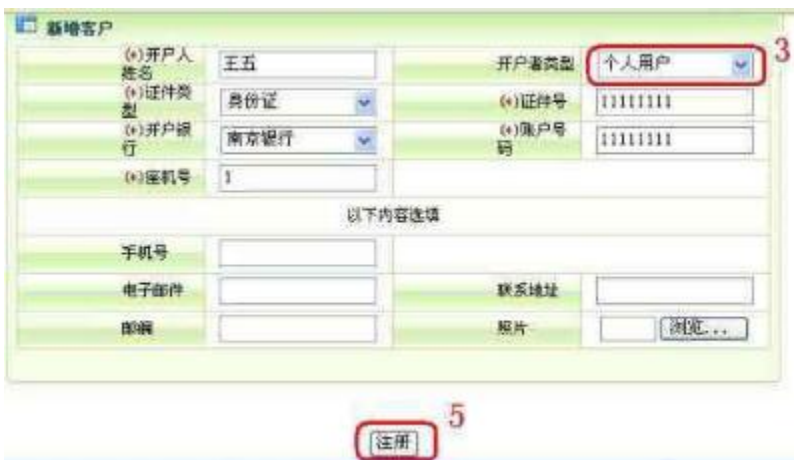 新增客户
(*)开户人姓名 王五 开户者类型 个人用户 3
(*)证件类型 身份证 (*)证件号 11111111
(*)开户银行 南京银行 (*)账户号码 11111111
(*)座机号 1
以下内容选填
手机号
电子邮件 联系地址
邮编 照片 浏览...
5
注册